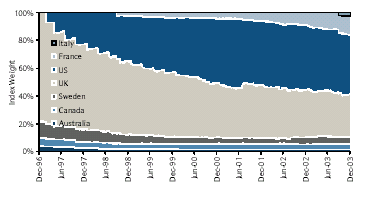 100%
80%
60%
40%
20%
0%
Index Weight
Italy
France
US
UK
Sweden
Canada
Australia
Dec-96
Jun-97
Dec-97
Jun-98
Dec-98
Jun-99
Dec-99
Jun-00
Dec-00
Jun-01
Dec-01
Jun-02
Dec-02
Jun-03
Dec-03